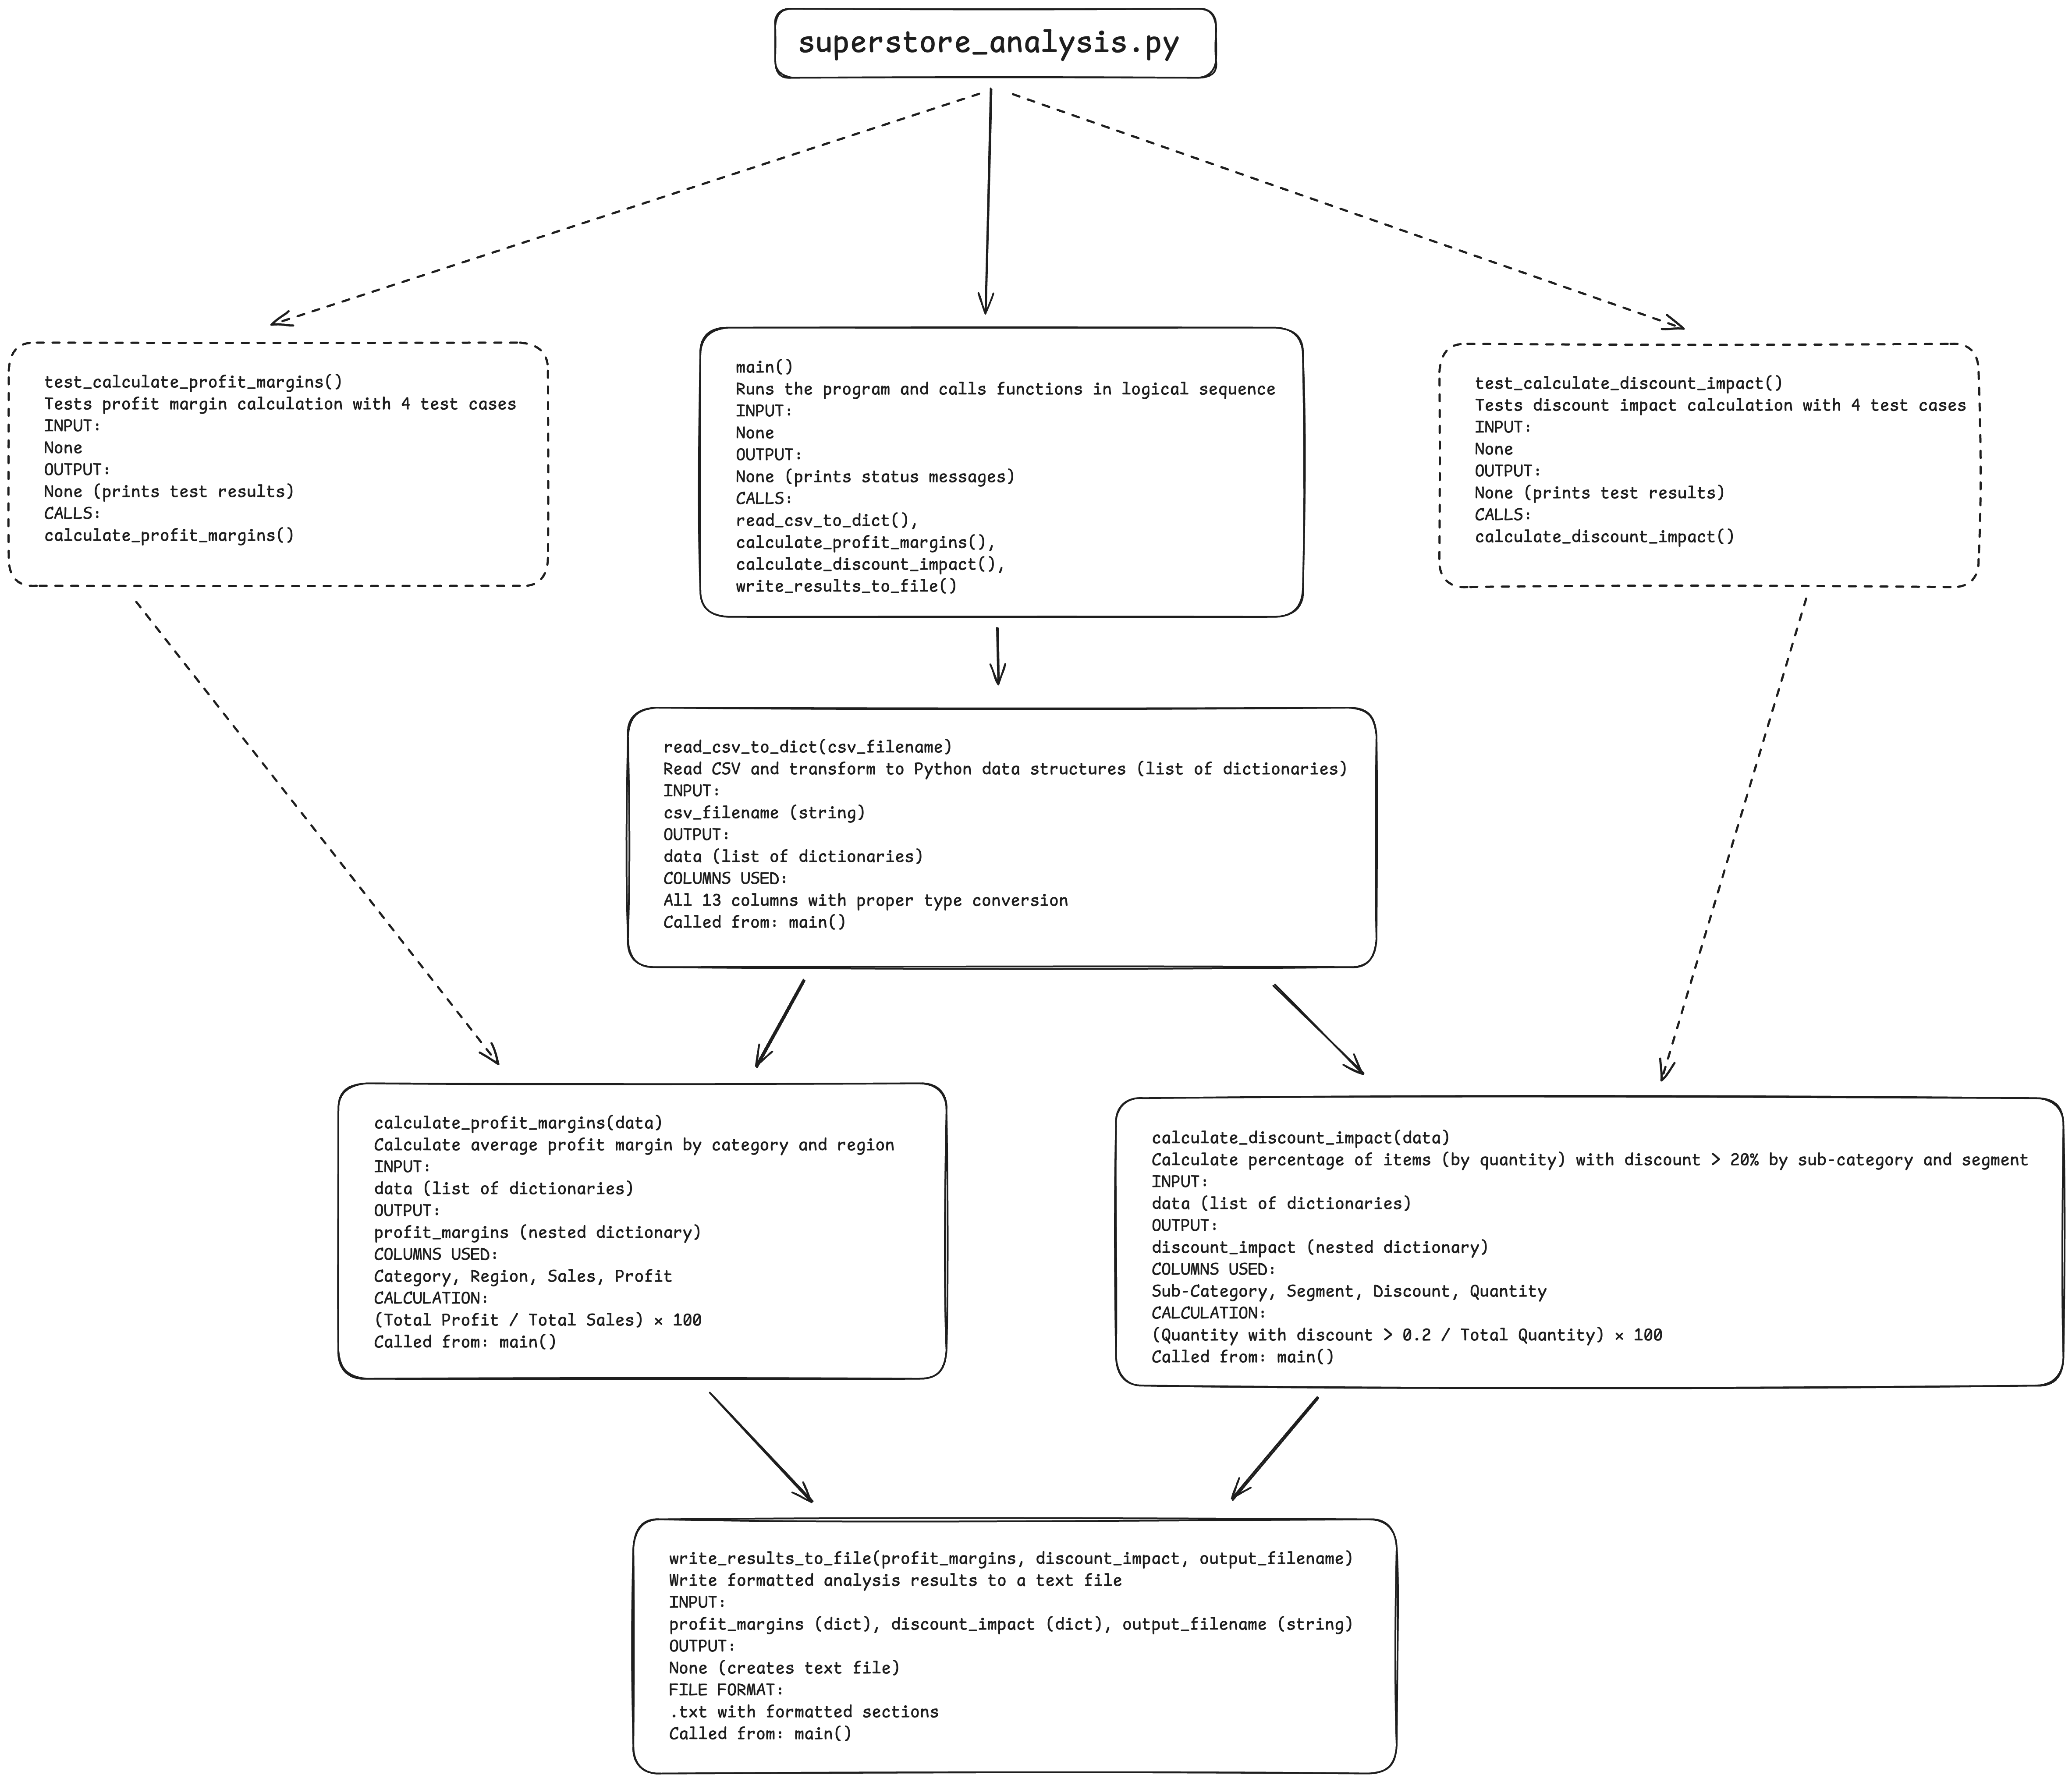 superstore_analysis.py
test_calculate_profit_margins()
Tests profit margin calculation with 4 test cases
INPUT:
None
OUTPUT:
None (prints test results)
CALLS:
calculate_profit_margins()
main()
Runs the program and calls functions in logical sequence
INPUT:
None
OUTPUT:
None (prints status messages)
CALLS:
read_csv_to_dict(),
calculate_profit_margins(),
calculate_discount_impact(),
write_results_to_file()
test_calculate_discount_impact()
Tests discount impact calculation with 4 test cases
INPUT:
None
OUTPUT:
None (prints test results)
CALLS:
calculate_discount_impact()
read_csv_to_dict(csv_filename)
Read CSV and transform to Python data structures (list of dictionaries)
INPUT:
csv_filename (string)
OUTPUT:
data (list of dictionaries)
COLUMNS USED:
All 13 columns with proper type conversion
Called from: main()
calculate_profit_margins(data)
Calculate average profit margin by category and region
INPUT:
data (list of dictionaries)
OUTPUT:
profit_margins (nested dictionary)
COLUMNS USED:
Category, Region, Sales, Profit
CALCULATION:
(Total Profit / Total Sales) × 100
Called from: main()
calculate_discount_impact(data)
Calculate percentage of items (by quantity) with discount > 20% by sub-category and segment
INPUT:
data (list of dictionaries)
OUTPUT:
discount_impact (nested dictionary)
COLUMNS USED:
Sub-Category, Segment, Discount, Quantity
CALCULATION:
(Quantity with discount > 0.2 / Total Quantity) × 100
Called from: main()
write_results_to_file(profit_margins, discount_impact, output_filename)
Write formatted analysis results to a text file
INPUT:
profit_margins (dict), discount_impact (dict), output_filename (string)
OUTPUT:
None (creates text file)
FILE FORMAT:
.txt with formatted sections
Called from: main()